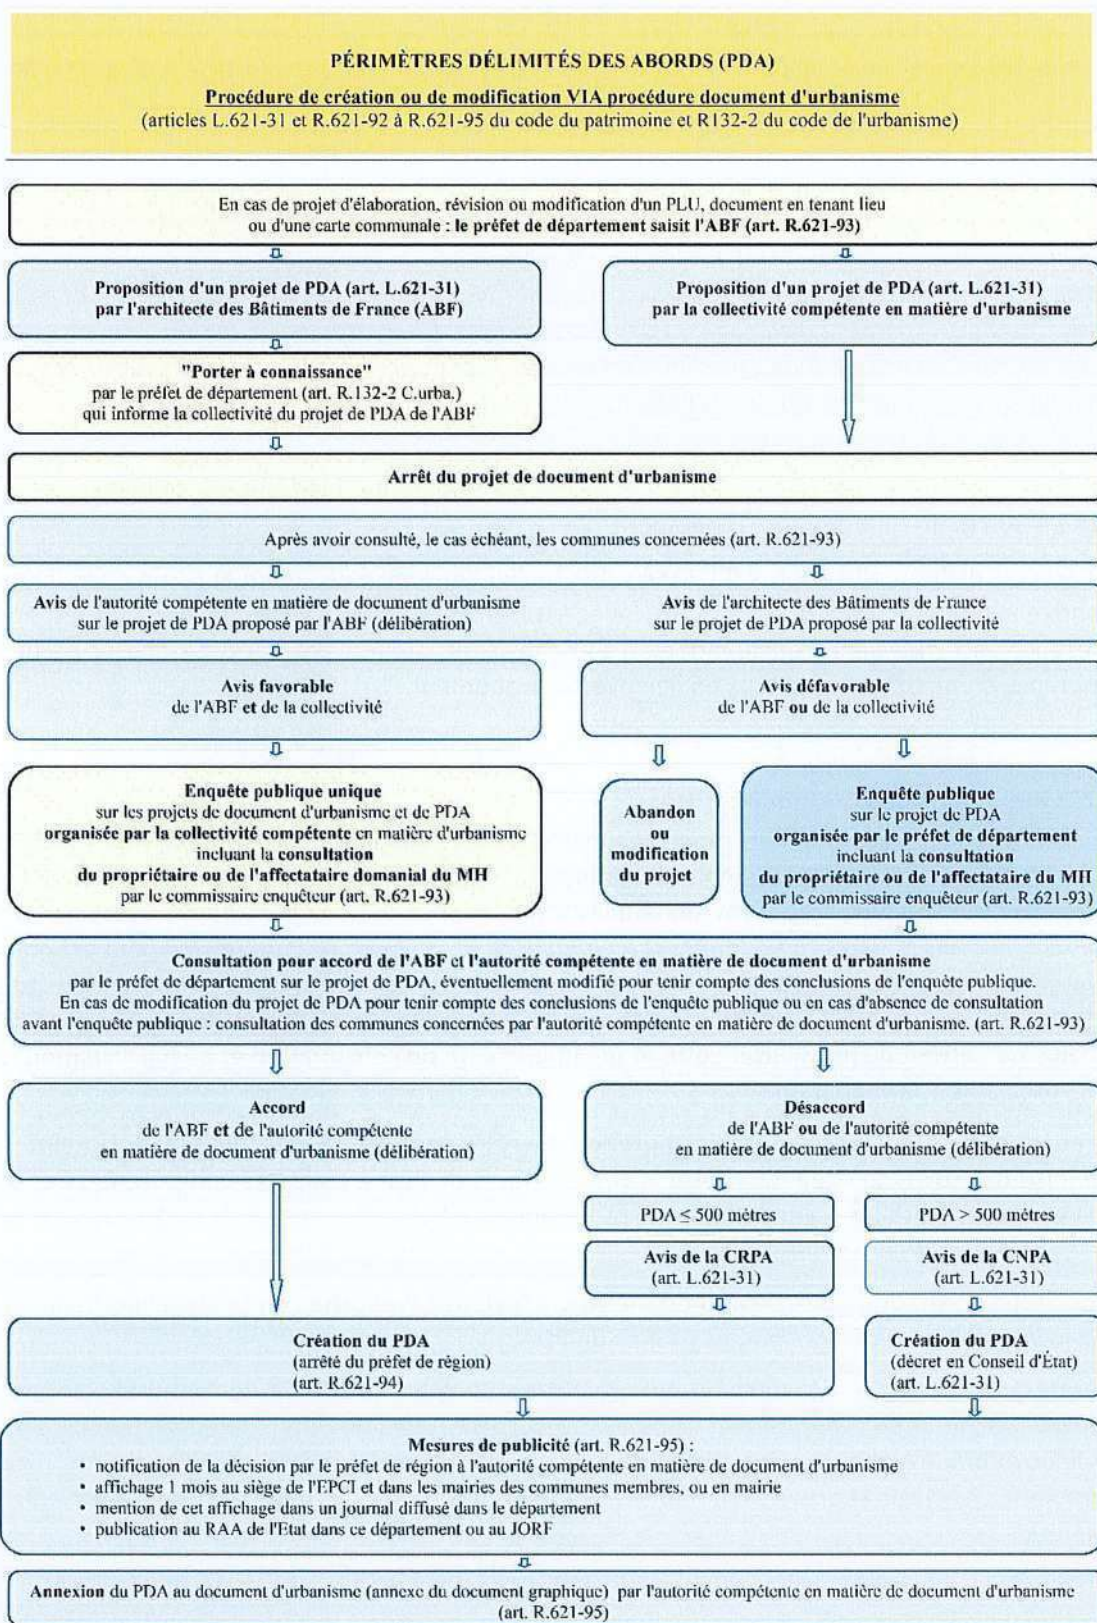 PÉRIMÈTRES DÉLIMITÉS DES ABORDS (PDA)
Procédure de création ou de modification VIA procédure document d'urbanisme
(articles L.621-31 et R.621-92 à R.621-95 du code du patrimoine et R132-2 du code de l'urbanisme)
En cas de projet d'élaboration, révision ou modification d'un PLU, document en tenant lieu
ou d'une carte communale : le préfet de département saisit l'ABF (art. R.621-93)
Proposition d'un projet de PDA (art. L.621-31)
par l'architecte des Bâtiments de France (ABF)
Proposition d'un projet de PDA (art. L.621-31)
par la collectivité compétente en matière d'urbanisme
"Porter à connaissance"
par le préfet de département (art. R.132-2 C.urba.)
qui informe la collectivité du projet de PDA de l'ABF
Arrêt du projet de document d'urbanisme
Après avoir consulté, le cas échéant, les communes concernées (art. R.621-93)
Avis de l'autorité compétente en matière de document d'urbanisme
sur le projet de PDA proposé par l'ABF (délibération)
Avis de l'architecte des Bâtiments de France
sur le projet de PDA proposé par la collectivité
Avis favorable
de l'ABF et de la collectivité
Avis défavorable
de l'ABF ou de la collectivité
Enquête publique unique
sur les projets de document d'urbanisme et de PDA
organisée par la collectivité compétente en matière d'urbanisme
incluant la consultation
du propriétaire ou de l'affectataire domanial du MH
par le commissaire enquêteur (art. R.621-93)
Abandon
ou
modification
du projet
Enquête publique
sur le projet de PDA
organisée par le préfet de département
incluant la consultation
du propriétaire ou de l'affectataire du MH
par le commissaire enquêteur (art. R.621-93)
Consultation pour accord de l'ABF et l'autorité compétente en matière de document d'urbanisme
par le préfet de département sur le projet de PDA, éventuellement modifié pour tenir compte des conclusions de l'enquête publique.
En cas de modification du projet de PDA pour tenir compte des conclusions de l'enquête publique ou en cas d'absence de consultation
avant l'enquête publique : consultation des communes concernées par l'autorité compétente en matière de document d'urbanisme. (art. R.621-93)
Accord
de l'ABF et de l'autorité compétente
en matière de document d'urbanisme (délibération)
Désaccord
de l'ABF ou de l'autorité compétente
en matière de document d'urbanisme (délibération)
PDA ≤ 500 mètres
PDA > 500 mètres
Avis de la CRPA
(art. L.621-31)
Avis de la CNPA
(art. L.621-31)
Création du PDA
(arrêté du préfet de région)
(art. R.621-94)
Création du PDA
(décret en Conseil d'État)
(art. L.621-31)
Mesures de publicité (art. R.621-95) :
• notification de la décision par le préfet de région à l'autorité compétente en matière de document d'urbanisme
• affichage 1 mois au siège de l'EPCI et dans les mairies des communes membres, ou en mairie
• mention de cet affichage dans un journal diffusé dans le département
• publication au RAA de l'Etat dans ce département ou au JORF
Annexion du PDA au document d'urbanisme (annexe du document graphique) par l'autorité compétente en matière de document d'urbanisme
(art. R.621-95)